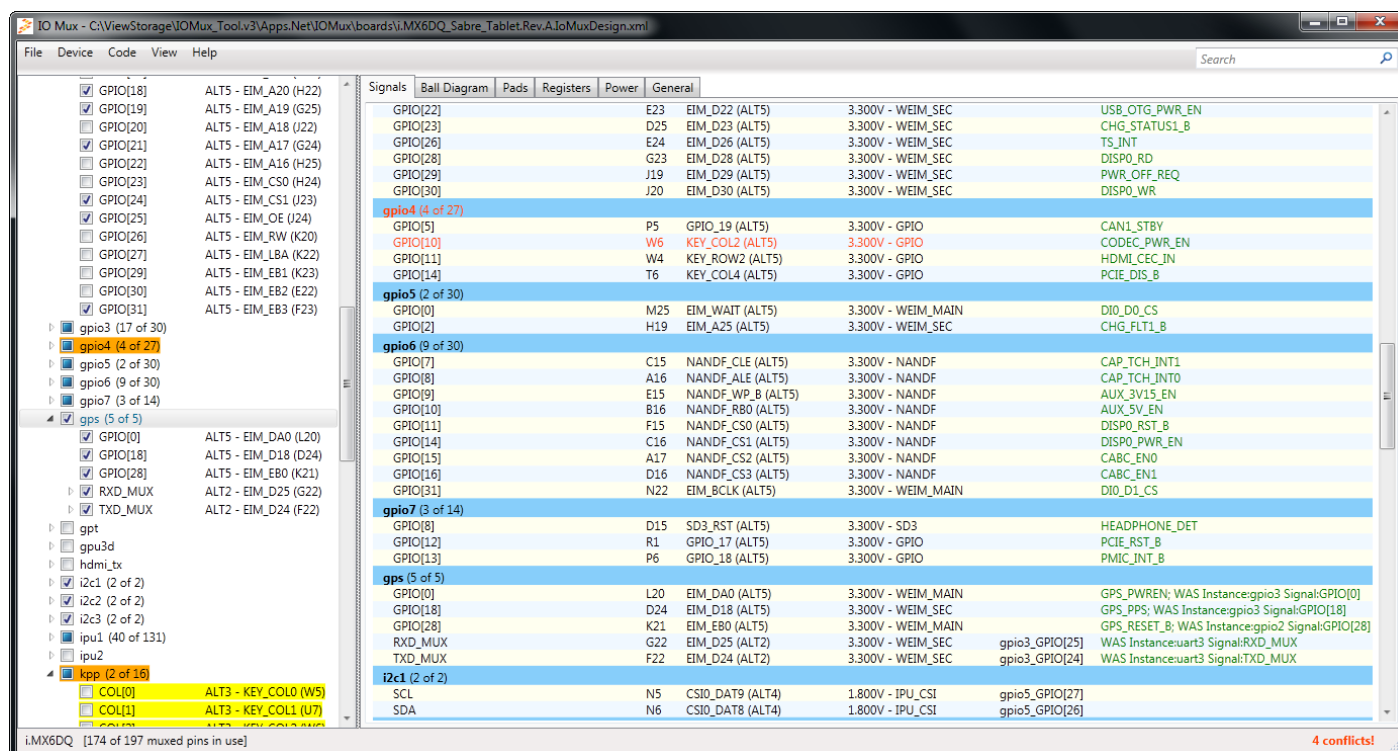 IO Mux - C:\ViewStorage\IOMux_Tool.v3\Apps.Net\IOMux\boards\i.MX6DQ_Sabre_Tablet.Rev.A.IoMuxDesign.xml
File Device Code View Help
Search
GPIO[18] ALT5 - EIM_A20 (H22)
GPIO[19] ALT5 - EIM_A19 (G25)
GPIO[20] ALT5 - EIM_A18 (J22)
GPIO[21] ALT5 - EIM_A17 (G24)
GPIO[22] ALT5 - EIM_A16 (H25)
GPIO[23] ALT5 - EIM_CS0 (H24)
GPIO[24] ALT5 - EIM_CS1 (J23)
GPIO[25] ALT5 - EIM_OE (J24)
GPIO[26] ALT5 - EIM_RW (K20)
GPIO[27] ALT5 - EIM_LBA (K22)
GPIO[29] ALT5 - EIM_EB1 (K23)
GPIO[30] ALT5 - EIM_EB2 (E22)
GPIO[31] ALT5 - EIM_EB3 (F23)
gpio3 (17 of 30)
gpio4 (4 of 27)
gpio5 (2 of 30)
gpio6 (9 of 30)
gpio7 (3 of 14)
gps (5 of 5)
GPIO[0] ALT5 - EIM_DA0 (L20)
GPIO[18] ALT5 - EIM_D18 (D24)
GPIO[28] ALT5 - EIM_EB0 (K21)
RXD_MUX ALT2 - EIM_D25 (G22)
TXD_MUX ALT2 - EIM_D24 (F22)
gpt
gpu3d
hdmi_tx
i2c1 (2 of 2)
i2c2 (2 of 2)
i2c3 (2 of 2)
ipu1 (40 of 131)
ipu2
kpp (2 of 16)
COL[0] ALT3 - KEY_COL0 (W5)
COL[1] ALT3 - KEY_COL1 (U7)
Signals Ball Diagram Pads Registers Power General
GPIO[22] E23 EIM_D22 (ALT5) 3.300V - WEIM_SEC USB_OTG_PWR_EN
GPIO[23] D25 EIM_D23 (ALT5) 3.300V - WEIM_SEC CHG_STATUS1_B
GPIO[26] E24 EIM_D26 (ALT5) 3.300V - WEIM_SEC TS_INT
GPIO[28] G23 EIM_D28 (ALT5) 3.300V - WEIM_SEC DISP0_RD
GPIO[29] J19 EIM_D29 (ALT5) 3.300V - WEIM_SEC PWR_OFF_REQ
GPIO[30] J20 EIM_D30 (ALT5) 3.300V - WEIM_SEC DISP0_WR
gpio4 (4 of 27)
GPIO[5] P5 GPIO_19 (ALT5) 3.300V - GPIO CAN1_STBY
GPIO[10] W6 KEY_COL2 (ALT5) 3.300V - GPIO CODEC_PWR_EN
GPIO[11] W4 KEY_ROW2 (ALT5) 3.300V - GPIO HDMI_CEC_IN
GPIO[14] T6 KEY_COL4 (ALT5) 3.300V - GPIO PCIE_DIS_B
gpio5 (2 of 30)
GPIO[0] M25 EIM_WAIT (ALT5) 3.300V - WEIM_MAIN DI0_D0_CS
GPIO[2] H19 EIM_A25 (ALT5) 3.300V - WEIM_SEC CHG_FLT1_B
gpio6 (9 of 30)
GPIO[7] C15 NANDF_CLE (ALT5) 3.300V - NANDF CAP_TCH_INT1
GPIO[8] A16 NANDF_ALE (ALT5) 3.300V - NANDF CAP_TCH_INT0
GPIO[9] E15 NANDF_WP_B (ALT5) 3.300V - NANDF AUX_3V15_EN
GPIO[10] B16 NANDF_RB0 (ALT5) 3.300V - NANDF AUX_5V_EN
GPIO[11] F15 NANDF_CS0 (ALT5) 3.300V - NANDF DISP0_RST_B
GPIO[14] C16 NANDF_CS1 (ALT5) 3.300V - NANDF DISP0_PWR_EN
GPIO[15] A17 NANDF_CS2 (ALT5) 3.300V - NANDF CABC_EN0
GPIO[16] D16 NANDF_CS3 (ALT5) 3.300V - NANDF CABC_EN1
GPIO[31] N22 EIM_BCLK (ALT5) 3.300V - WEIM_MAIN DI0_D1_CS
gpio7 (3 of 14)
GPIO[8] D15 SD3_RST (ALT5) 3.300V - SD3 HEADPHONE_DET
GPIO[12] R1 GPIO_17 (ALT5) 3.300V - GPIO PCIE_RST_B
GPIO[13] P6 GPIO_18 (ALT5) 3.300V - GPIO PMIC_INT_B
gps (5 of 5)
GPIO[0] L20 EIM_DA0 (ALT5) 3.300V - WEIM_MAIN GPS_PWREN; WAS Instance:gpio3 Signal:GPIO[0]
GPIO[18] D24 EIM_D18 (ALT5) 3.300V - WEIM_SEC GPS_PPS; WAS Instance:gpio3 Signal:GPIO[18]
GPIO[28] K21 EIM_EB0 (ALT5) 3.300V - WEIM_MAIN GPS_RESET_B; WAS Instance:gpio2 Signal:GPIO[28]
RXD_MUX G22 EIM_D25 (ALT2) 3.300V - WEIM_SEC gpio3_GPIO[25] WAS Instance:uart3 Signal:RXD_MUX
TXD_MUX F22 EIM_D24 (ALT2) 3.300V - WEIM_SEC gpio3_GPIO[24] WAS Instance:uart3 Signal:TXD_MUX
i2c1 (2 of 2)
SCL N5 CSI0_DAT9 (ALT4) 1.800V - IPU_CSI gpio5_GPIO[27]
SDA N6 CSI0_DAT8 (ALT4) 1.800V - IPU_CSI gpio5_GPIO[26]
i.MX6DQ [174 of 197 muxed pins in use]
4 conflicts!